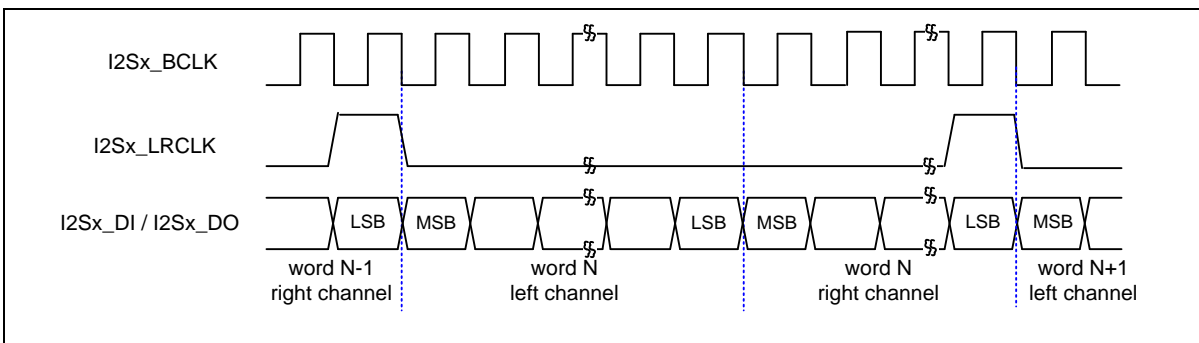 I2Sx_BCLK
I2Sx_LRCLK
I2Sx_DI / I2Sx_DO
LSB MSB LSB MSB LSB MSB
word N-1 word N word N word N+1
right channel left channel right channel left channel